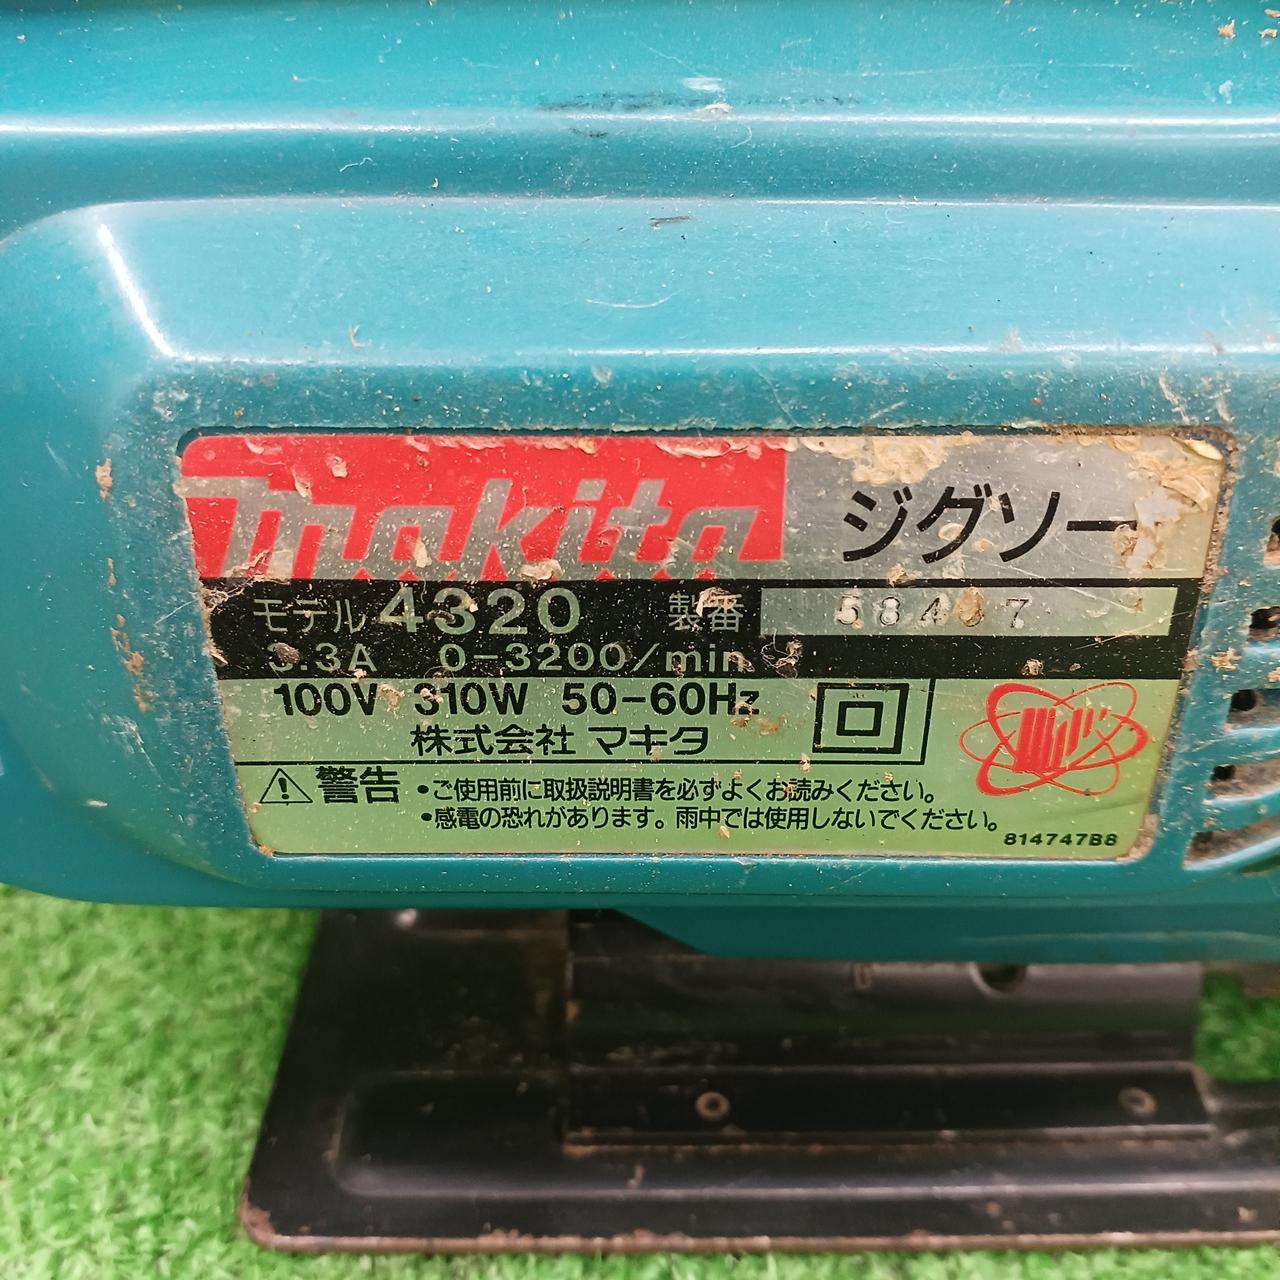 makita ジグソー
モデル 4320 製番
3.3A 0-3200/min
100V 310W 50-60Hz
株式会社 マキタ
⚠警告 •ご使用前に取扱説明書を必ずよくお読みください。
•感電の恐れがあります。雨中では使用しないでください。
814747B8